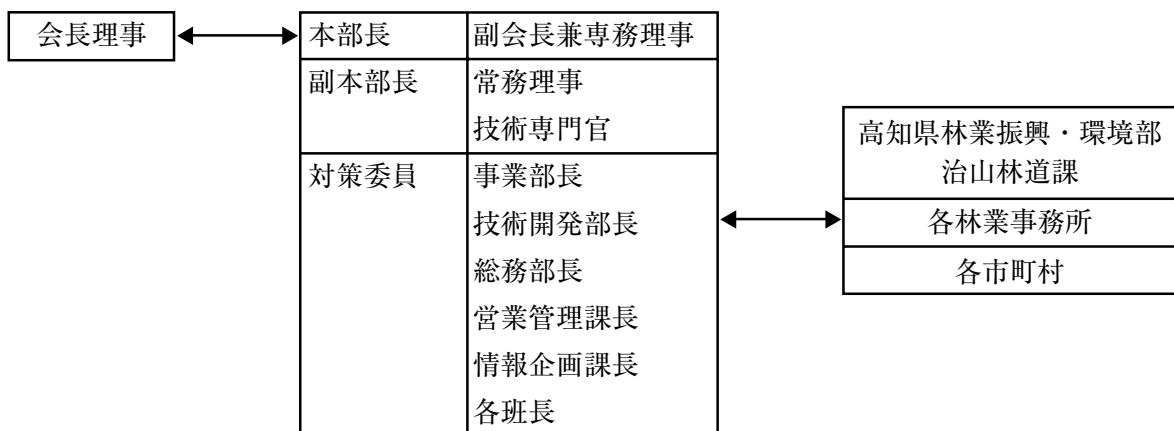 会長理事
本部長 副会長兼専務理事
副本部長 常務理事
技術専門官
対策委員 事業部長
技術開発部長
総務部長
営業管理課長
情報企画課長
各班長
高知県林業振興・環境部
治山林道課
各林業事務所
各市町村